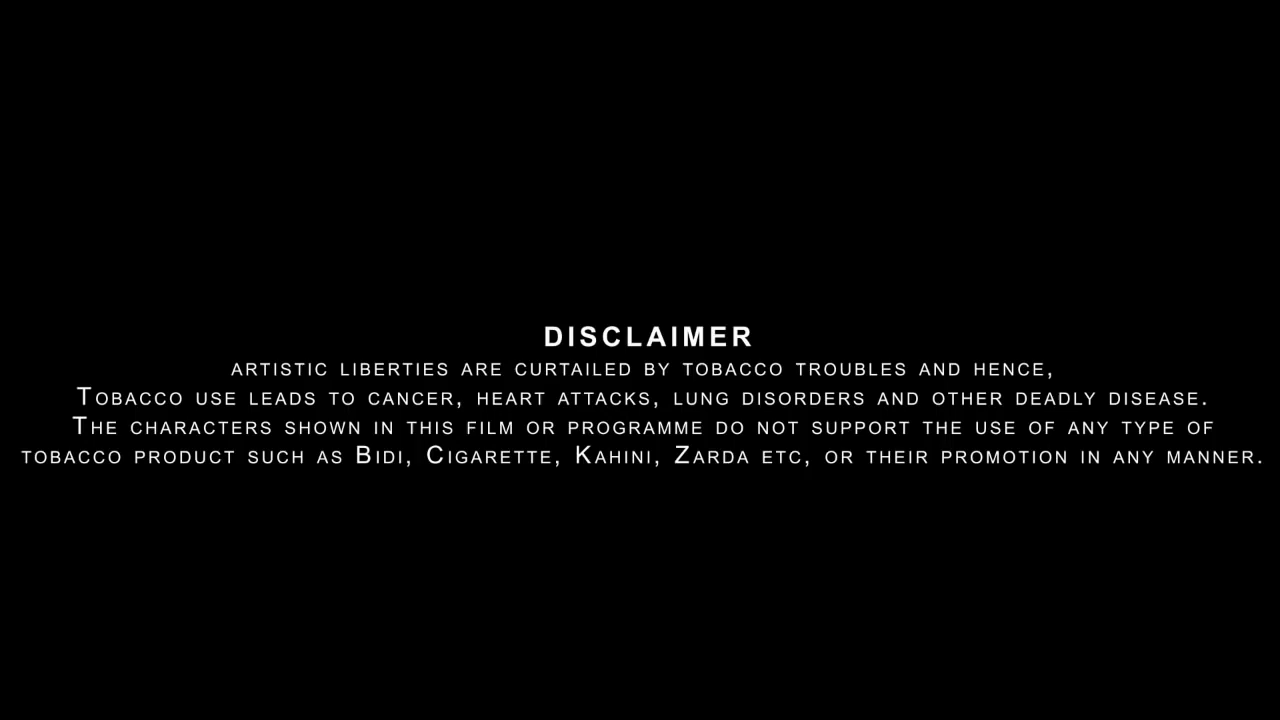 DISCLAIMER
ARTISTIC LIBERTIES ARE CURTAILED BY TOBACCO TROUBLES AND HENCE,
TOBACCO USE LEADS TO CANCER, HEART ATTACKS, LUNG DISORDERS AND OTHER DEADLY DISEASE.
THE CHARACTERS SHOWN IN THIS FILM OR PROGRAMME DO NOT SUPPORT THE USE OF ANY TYPE OF
TOBACCO PRODUCT SUCH AS BIDI, CIGARETTE, KAHINI, ZARDA ETC, OR THEIR PROMOTION IN ANY MANNER.